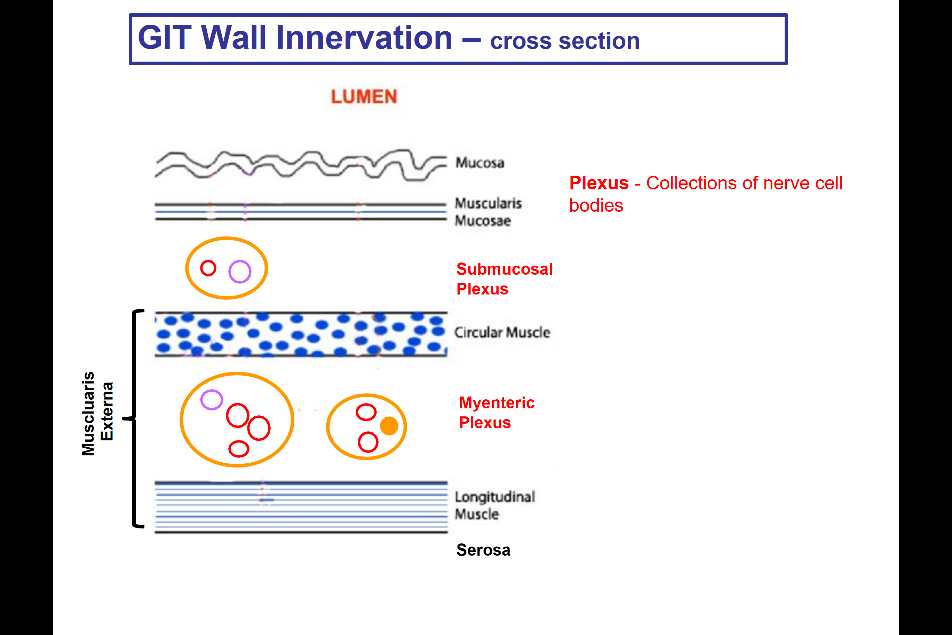 GIT Wall Innervation – cross section
LUMEN
Mucosa
Plexus - Collections of nerve cell
bodies
Muscularis
Mucosae
Submucosal
Plexus
Circular Muscle
Muscluaris
Externa
Myenteric
Plexus
Longitudinal
Muscle
Serosa